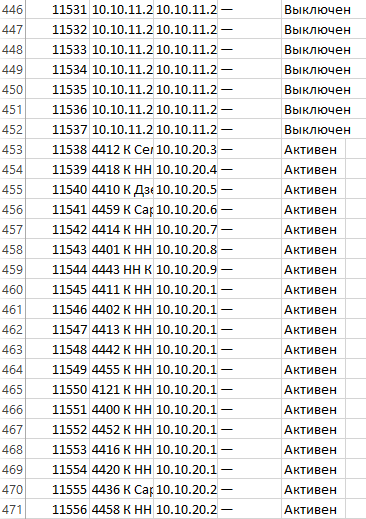 446 11531 10.10.11.2 10.10.11.2 — Выключен
447 11532 10.10.11.2 10.10.11.2 — Выключен
448 11533 10.10.11.2 10.10.11.2 — Выключен
449 11534 10.10.11.2 10.10.11.2 — Выключен
450 11535 10.10.11.2 10.10.11.2 — Выключен
451 11536 10.10.11.2 10.10.11.2 — Выключен
452 11537 10.10.11.2 10.10.11.2 — Выключен
453 11538 4412 К Сем 10.10.20.3 — Активен
454 11539 4418 К НН 10.10.20.4 — Активен
455 11540 4410 К Дзе 10.10.20.5 — Активен
456 11541 4459 К Сар 10.10.20.6 — Активен
457 11542 4414 К НН 10.10.20.7 — Активен
458 11543 4401 К НН 10.10.20.8 — Активен
459 11544 4443 НН К 10.10.20.9 — Активен
460 11545 4411 К НН 10.10.20.1 — Активен
461 11546 4402 К НН 10.10.20.1 — Активен
462 11547 4413 К НН 10.10.20.1 — Активен
463 11548 4442 К НН 10.10.20.1 — Активен
464 11549 4455 К НН 10.10.20.1 — Активен
465 11550 4121 К НН 10.10.20.1 — Активен
466 11551 4400 К НН 10.10.20.1 — Активен
467 11552 4452 К НН 10.10.20.1 — Активен
468 11553 4416 К НН 10.10.20.1 — Активен
469 11554 4420 К НН 10.10.20.1 — Активен
470 11555 4436 К Сар 10.10.20.2 — Активен
471 11556 4458 К НН 10.10.20.2 — Активен